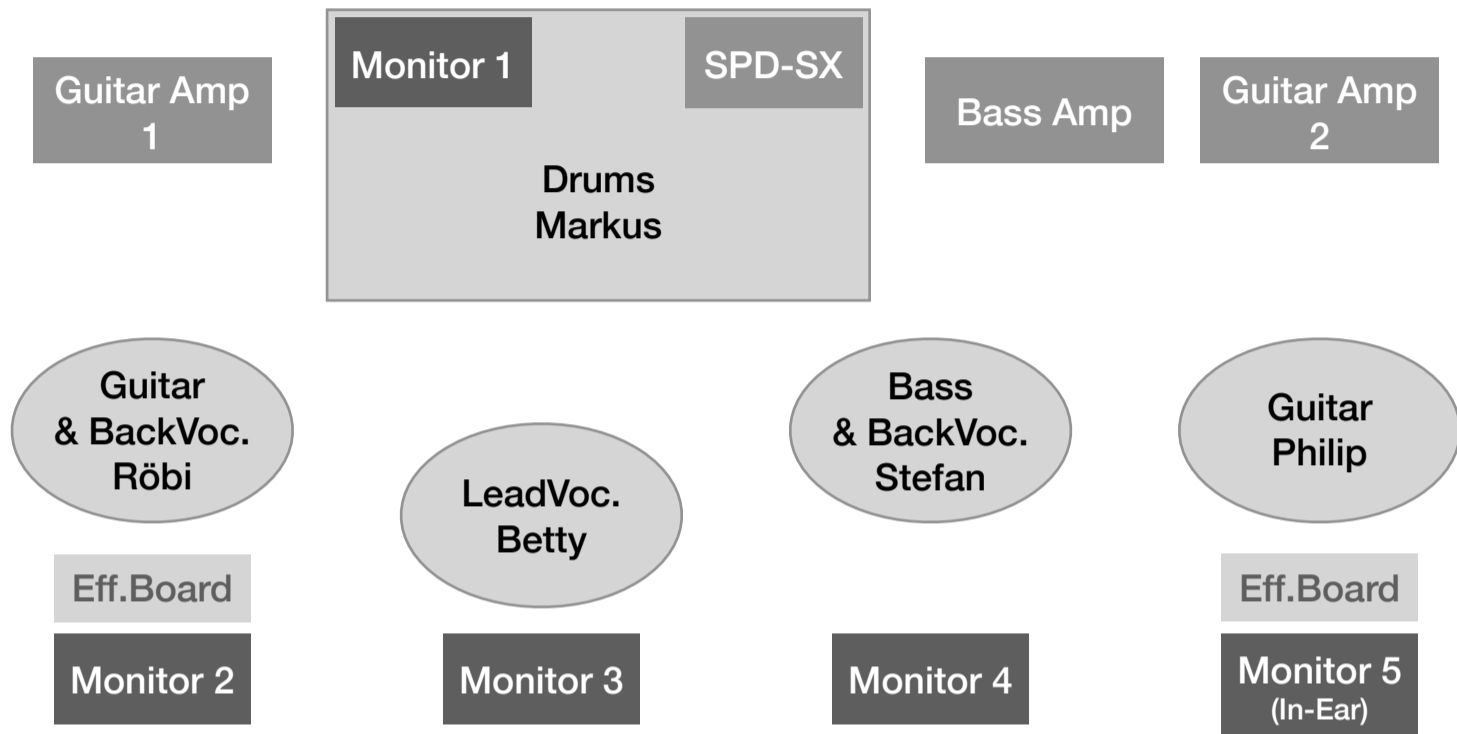 Guitar Amp
1
Monitor 1
SPD-SX
Drums
Markus
Bass Amp
Guitar Amp
2
Guitar
& BackVoc.
Röbi
LeadVoc.
Betty
Bass
& BackVoc.
Stefan
Guitar
Philip
Eff.Board
Eff.Board
Monitor 2
Monitor 3
Monitor 4
Monitor 5
(In-Ear)